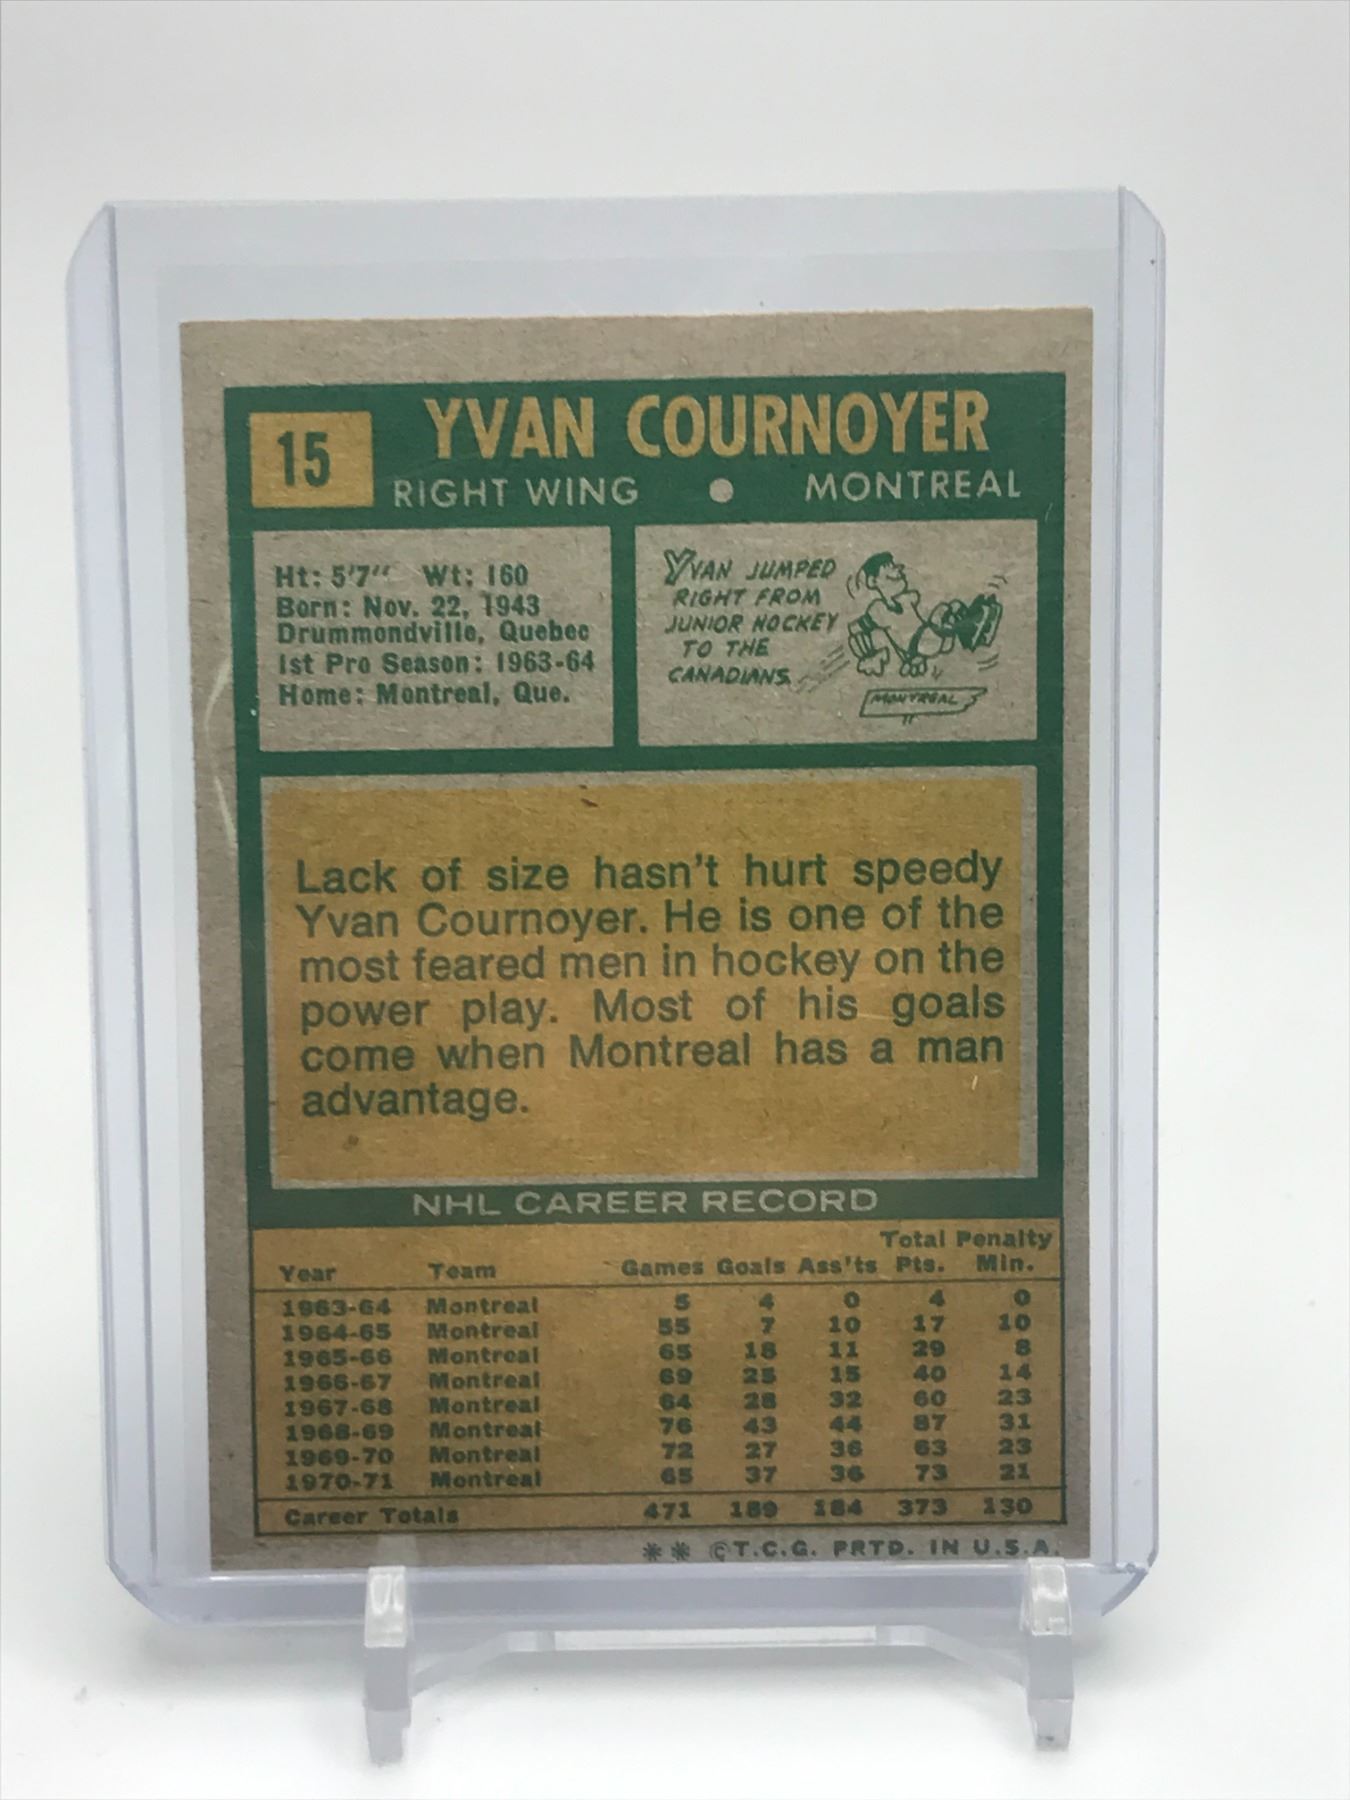 15
YVAN COURNOYER
RIGHT WING • MONTREAL
Ht: 5'7" Wt: 160
Born: Nov. 22, 1943
Drummondville, Quebec
1st Pro Season: 1963-64
Home: Montreal, Que.
YVAN JUMPED
RIGHT FROM
JUNIOR HOCKEY
TO THE
CANADIANS.
MONTREAL
Lack of size hasn't hurt speedy
Yvan Cournoyer. He is one of the
most feared men in hockey on the
power play. Most of his goals
come when Montreal has a man
advantage.
NHL CAREER RECORD
Total Penalty
Year Team Games Goals Ass'ts Pts. Min.
1963-64 Montreal 5 4 0 4 0
1964-65 Montreal 55 7 10 17 10
1965-66 Montreal 65 18 11 29 8
1966-67 Montreal 69 25 15 40 14
1967-68 Montreal 64 28 32 60 23
1968-69 Montreal 76 43 44 87 31
1969-70 Montreal 72 27 36 63 23
1970-71 Montreal 65 37 36 73 21
Career Totals 471 189 184 373 130
** ©T.C.G. PRTD. IN U.S.A.